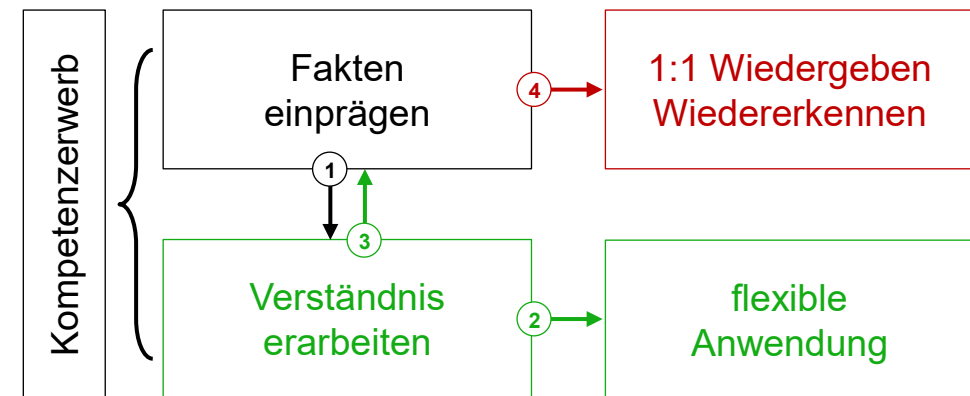 Kompetenzerwerb
Fakten
einprägen
4
1:1 Wiedergeben
Wiedererkennen
1
3
Verständnis
erarbeiten
2
flexible
Anwendung